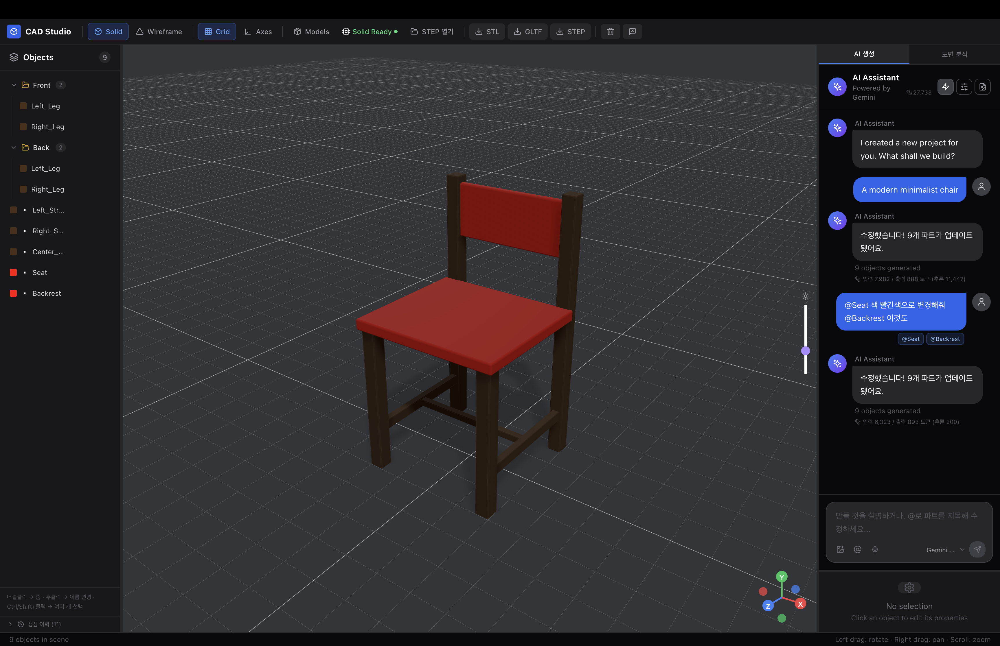 CAD Studio
Solid
Wireframe
Grid
Axes
Models
Solid Ready
STEP 열기
STL
GLTF
STEP
Objects
9
Front 2
Left_Leg
Right_Leg
Back 2
Left_Leg
Right_Leg
Left_Str...
Right_S...
Center_...
Seat
Backrest
더블클릭 → 줌 · 우클릭 → 이름 변경 ·
Ctrl/Shift+클릭 → 여러 개 선택
생성 이력 (11)
9 objects in scene
Y
Z
X
AI 생성
도면 분석
AI Assistant
Powered by
Gemini
27,733
AI Assistant
I created a new project for
you. What shall we build?
A modern minimalist chair
AI Assistant
수정했습니다! 9개 파트가 업데이트
됐어요.
9 objects generated
입력 7,982 / 출력 888 토큰 (추론 11,447)
@Seat 색 빨간색으로 변경해줘
@Backrest 이것도
@Seat
@Backrest
AI Assistant
수정했습니다! 9개 파트가 업데이트
됐어요.
9 objects generated
입력 6,323 / 출력 893 토큰 (추론 200)
만들 것을 설명하거나, @로 파트를 지목해 수
정하세요...
Gemini ...
No selection
Click an object to edit its properties
Left drag: rotate · Right drag: pan · Scroll: zoom